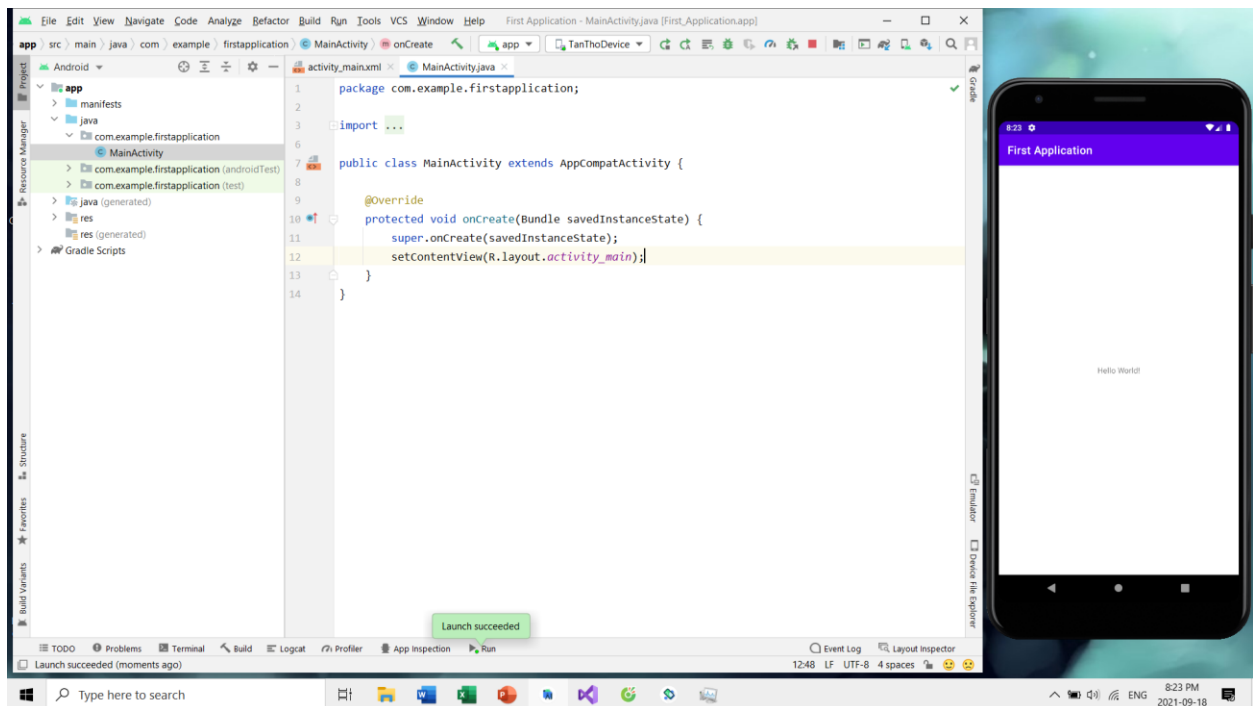 File Edit View Navigate Code Analyze Refactor Build Run Tools VCS Window Help First Application - MainActivity.java [First_Application.app]
app src main java com example firstapplication MainActivity onCreate app TanThoDevice
Android activity_main.xml MainActivity.java
Project
Resource Manager
Structure
Favorites
Build Variants
app
manifests
java
com.example.firstapplication
MainActivity
com.example.firstapplication (androidTest)
com.example.firstapplication (test)
java (generated)
res
res (generated)
Gradle Scripts
1 package com.example.firstapplication;
2
3 import ...
6
7 public class MainActivity extends AppCompatActivity {
8
9 @Override
10 protected void onCreate(Bundle savedInstanceState) {
11 super.onCreate(savedInstanceState);
12 setContentView(R.layout.activity_main);
13 }
14 }
Gradle
Emulator
Device File Explorer
8:23
First Application
Hello World!
Launch succeeded
TODO Problems Terminal Build Logcat Profiler App Inspection Run Event Log Layout Inspector
Launch succeeded (moments ago) 12:48 LF UTF-8 4 spaces
Type here to search ENG 8:23 PM
2021-09-18